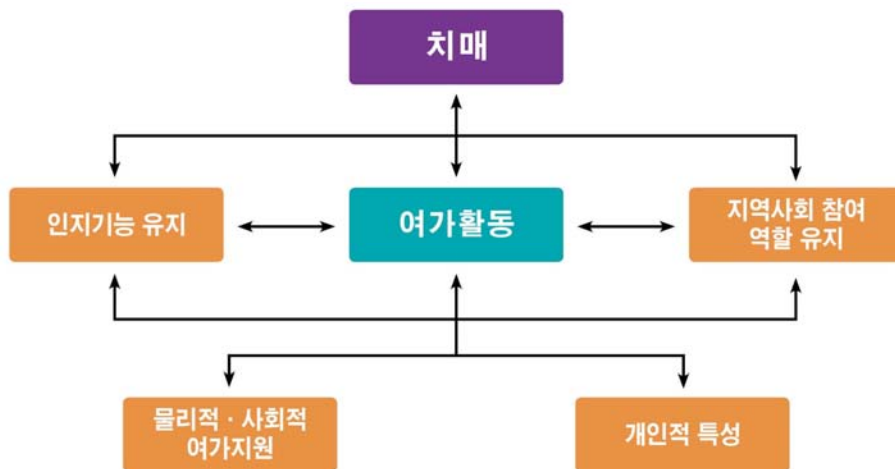 치매
인지기능 유지
여가활동
지역사회 참여
역할 유지
물리적 · 사회적
여가지원
개인적 특성